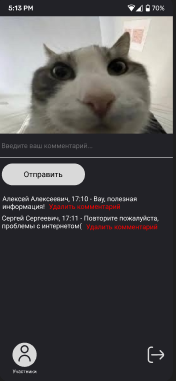 5:13 PM 70%
Введите ваш комментарий...
Отправить
Алексей Алексеевич, 17:10 - Вау, полезная
информация! Удалить комментарий
Сергей Сергеевич, 17:11 - Повторите пожалуйста,
проблемы с интернетом( Удалить комментарий
Участники